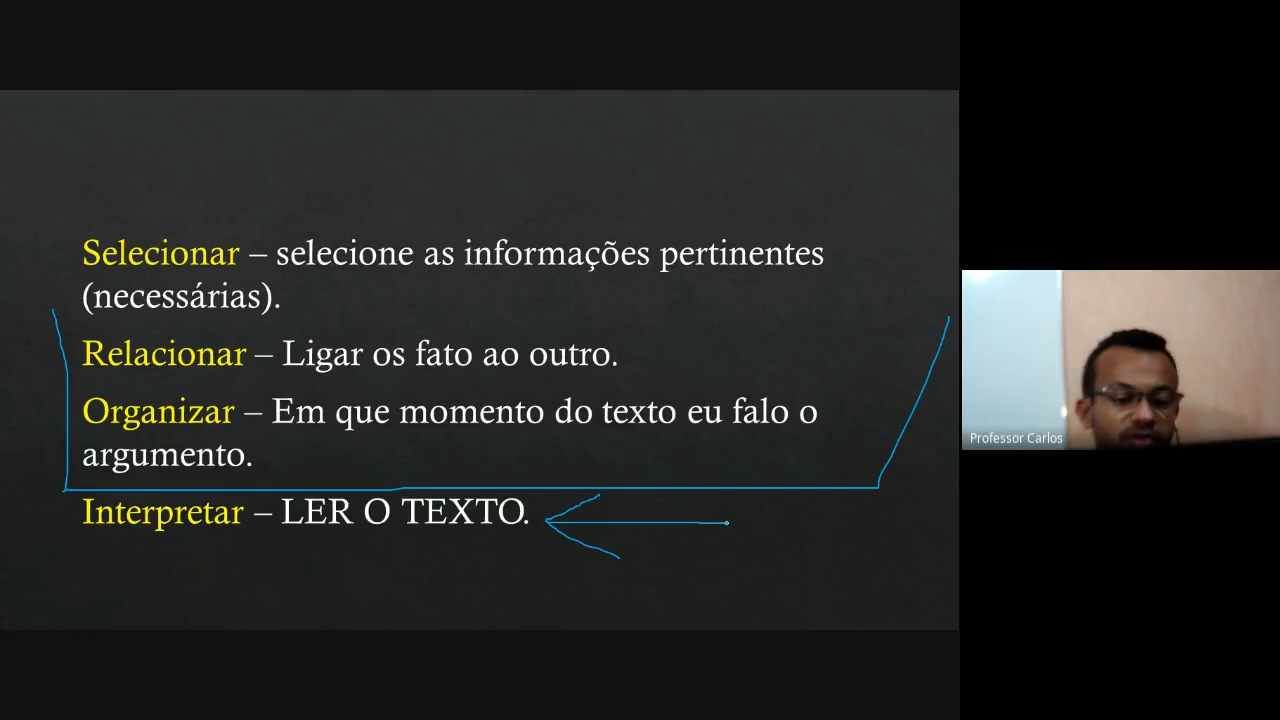 Selecionar – selecione as informações pertinentes
(necessárias).
Relacionar – Ligar os fato ao outro.
Organizar – Em que momento do texto eu falo o
argumento.
Interpretar – LER O TEXTO.
Professor Carlos